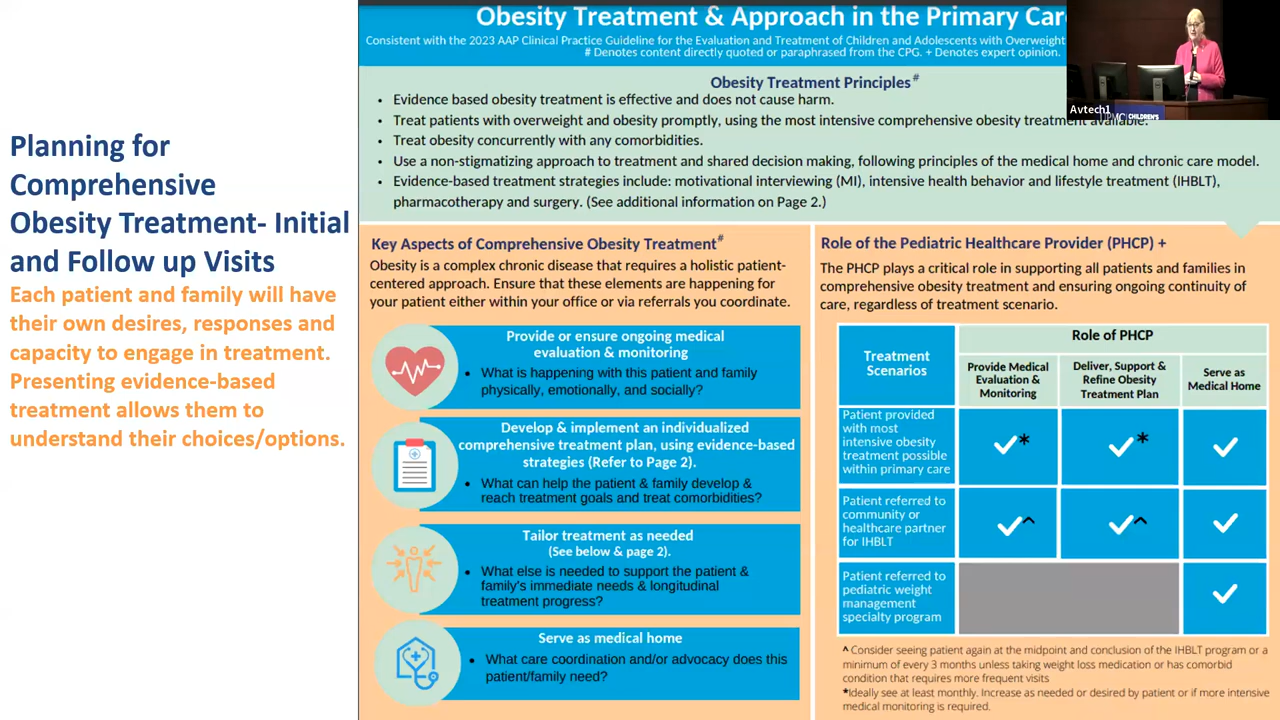 Planning for
Comprehensive
Obesity Treatment- Initial
and Follow up Visits
Each patient and family will have
their own desires, responses and
capacity to engage in treatment.
Presenting evidence-based
treatment allows them to
understand their choices/options.
Obesity Treatment & Approach in the Primary Car
Consistent with the 2023 AAP Clinical Practice Guideline for the Evaluation and Treatment of Children and Adolescents with Overweight
# Denotes content directly quoted or paraphrased from the CPG. + Denotes expert opinion.
Avtech1
CHILDREN'S
Obesity Treatment Principles#
• Evidence based obesity treatment is effective and does not cause harm.
• Treat patients with overweight and obesity promptly, using the most intensive comprehensive obesity treatment available.
• Treat obesity concurrently with any comorbidities.
• Use a non-stigmatizing approach to treatment and shared decision making, following principles of the medical home and chronic care model.
• Evidence-based treatment strategies include: motivational interviewing (MI), intensive health behavior and lifestyle treatment (IHBLT),
pharmacotherapy and surgery. (See additional information on Page 2.)
Key Aspects of Comprehensive Obesity Treatment#
Obesity is a complex chronic disease that requires a holistic patient-
centered approach. Ensure that these elements are happening for
your patient either within your office or via referrals you coordinate.
Provide or ensure ongoing medical
evaluation & monitoring
• What is happening with this patient and family
physically, emotionally, and socially?
Develop & implement an individualized
comprehensive treatment plan, using evidence-based
strategies (Refer to Page 2).
• What can help the patient & family develop &
reach treatment goals and treat comorbidities?
Tailor treatment as needed
(See below & page 2).
• What else is needed to support the patient &
family's immediate needs & longitudinal
treatment progress?
Serve as medical home
• What care coordination and/or advocacy does this
patient/family need?
Role of the Pediatric Healthcare Provider (PHCP) +
The PHCP plays a critical role in supporting all patients and families in
comprehensive obesity treatment and ensuring ongoing continuity of
care, regardless of treatment scenario.
Treatment
Scenarios
Role of PHCP
Provide Medical
Evaluation &
Monitoring
Deliver, Support &
Refine Obesity
Treatment Plan
Serve as
Medical Home
Patient provided
with most
intensive obesity
treatment possible
within primary care
✓*
✓*
✓
Patient referred to
community or
healthcare partner
for IHBLT
✓^
✓^
✓
Patient referred to
pediatric weight
management
specialty program
✓
^ Consider seeing patient again at the midpoint and conclusion of the IHBLT program or a
minimum of every 3 months unless taking weight loss medication or has comorbid
condition that requires more frequent visits
*Ideally see at least monthly. Increase as needed or desired by patient or if more intensive
medical monitoring is required.